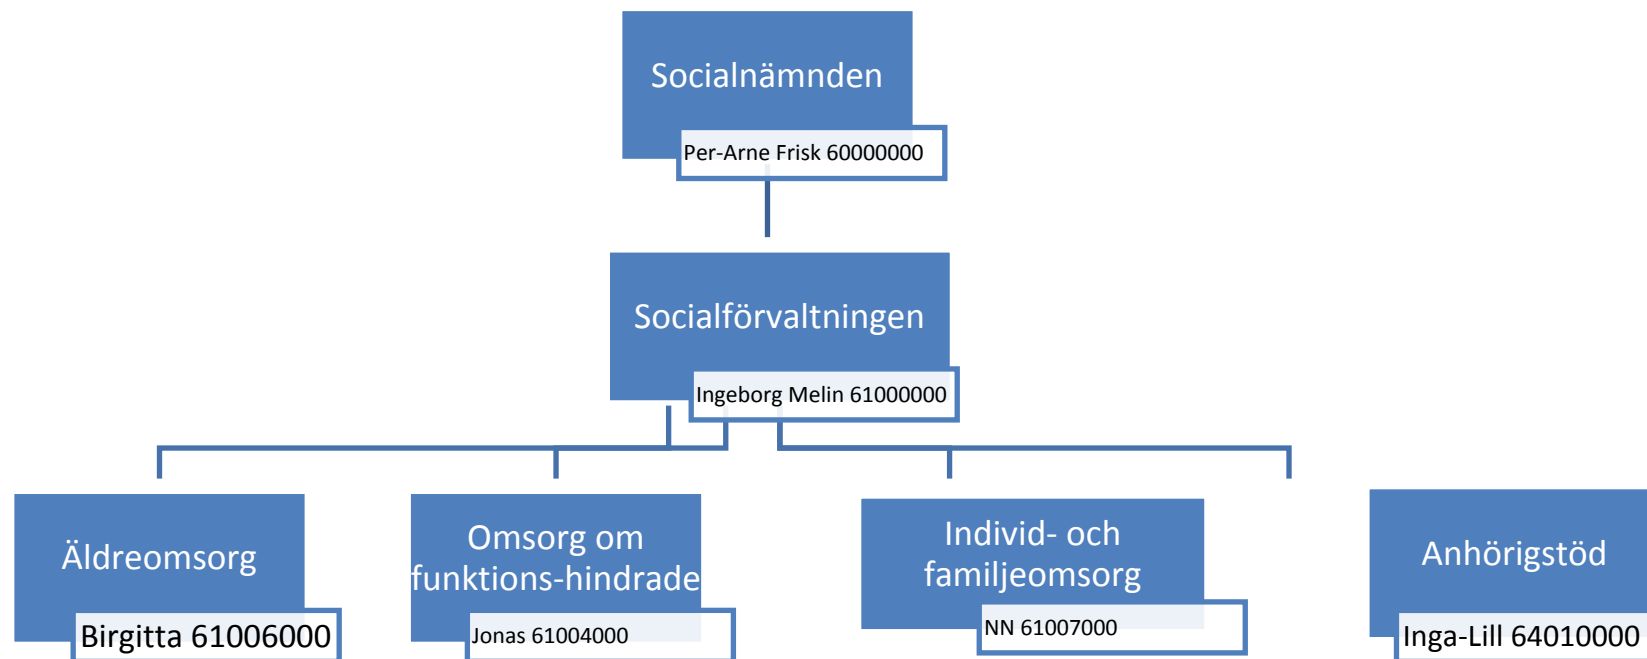 Socialnämnden
Per-Arne Frisk 60000000
Socialförvaltningen
Ingeborg Melin 61000000
Äldreomsorg
Birgitta 61006000
Omsorg om
funktions-hindrade
Jonas 61004000
Individ- och
familjeomsorg
NN 61007000
Anhörigstöd
Inga-Lill 64010000